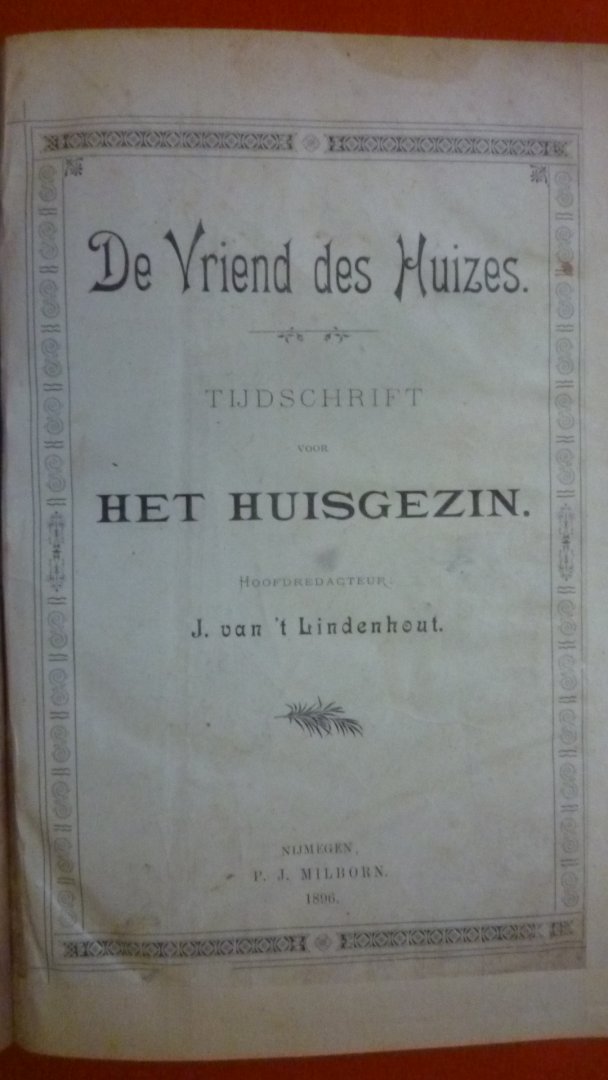 De Vriend des Huizes.
TIJDSCHRIFT
VOOR
HET HUISGEZIN.
HOOFDREDACTEUR.
J. van 't Lindenhout.
NIJMEGEN,
P. J. MILBORN.
1896.